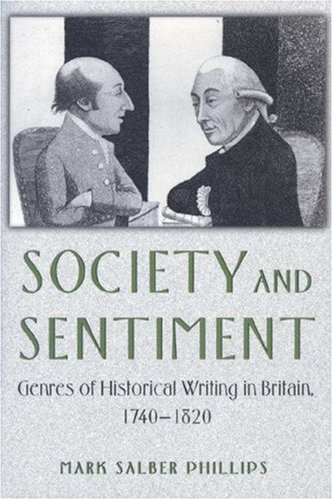 SOCIETY AND
SENTIMENT
Genres of Historical Writing in Britain,
1740–1820
MARK SALBER PHILLIPS